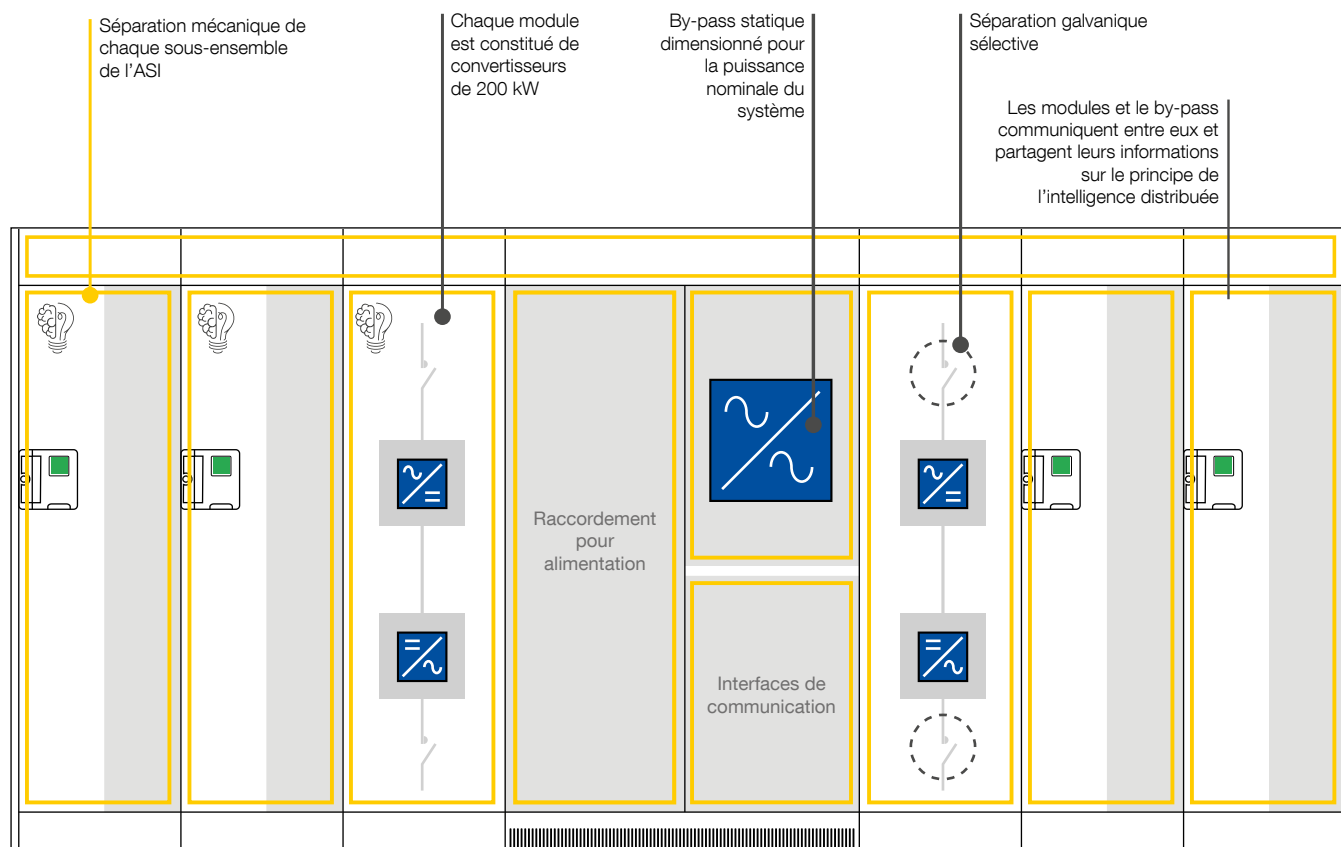 Séparation mécanique de
chaque sous-ensemble
de l'ASI
Chaque module
est constitué de
convertisseurs
de 200 kW
By-pass statique
dimensionné pour
la puissance
nominale du
système
Séparation galvanique
sélective
Les modules et le by-pass
communiquent entre eux et
partagent leurs informations
sur le principe de
l'intelligence distribuée
Raccordement
pour
alimentation
Interfaces de
communication